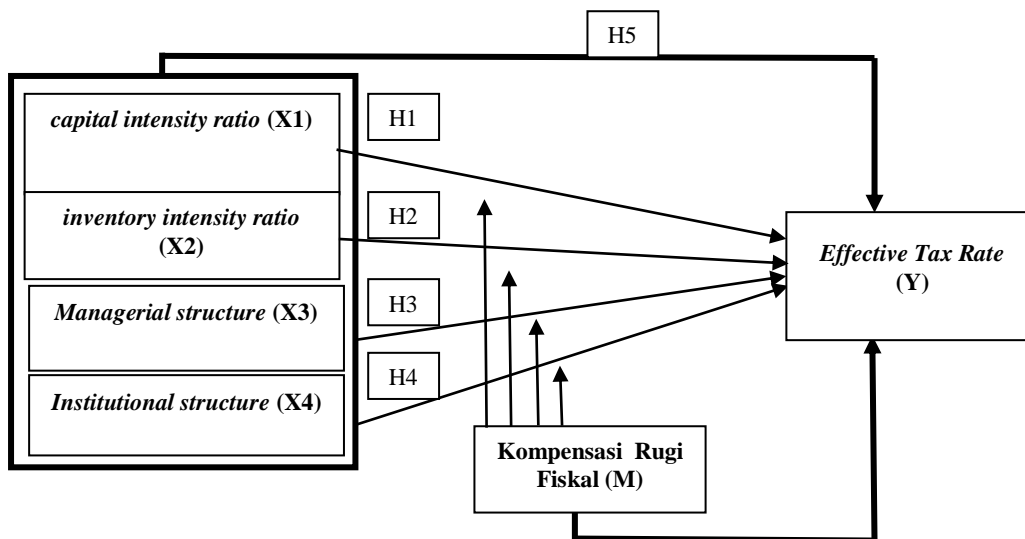 H5
capital intensity ratio (X1)
H1
inventory intensity ratio
(X2)
H2
Managerial structure (X3)
H3
Institutional structure (X4)
H4
Effective Tax Rate
(Y)
Kompensasi Rugi
Fiskal (M)